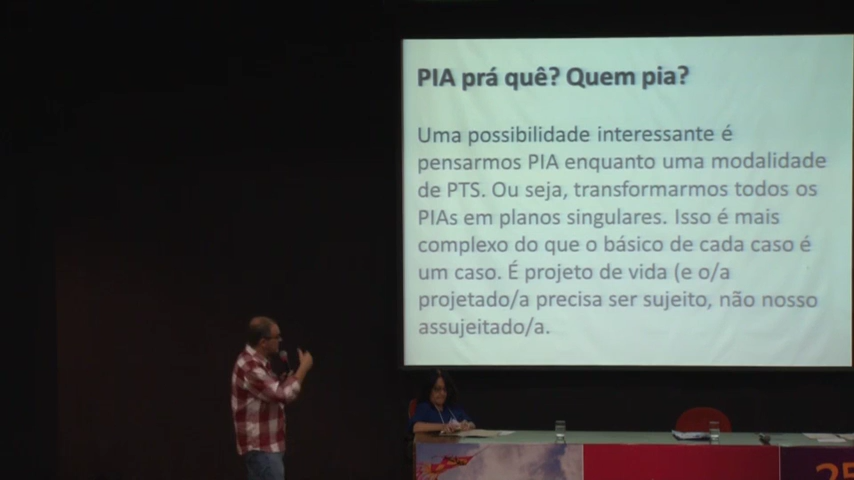 PIA prá quê? Quem pia?
Uma possibilidade interessante é
pensarmos PIA enquanto uma modalidade
de PTS. Ou seja, transformarmos todos os
PIAs em planos singulares. Isso é mais
complexo do que o básico de cada caso é
um caso. É projeto de vida (e o/a
projetado/a precisa ser sujeito, não nosso
assujeitado/a.
25